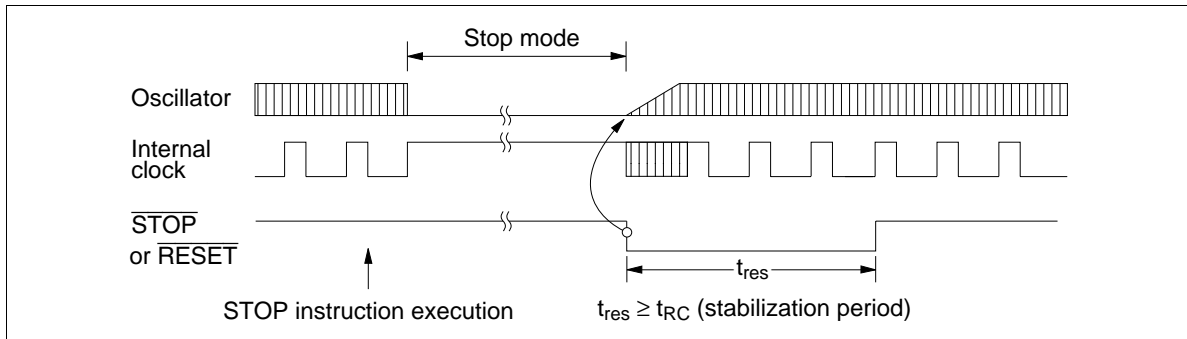 Stop mode
Oscillator
Internal
clock
STOP
or RESET
tres
STOP instruction execution
tres ≥ tRC (stabilization period)